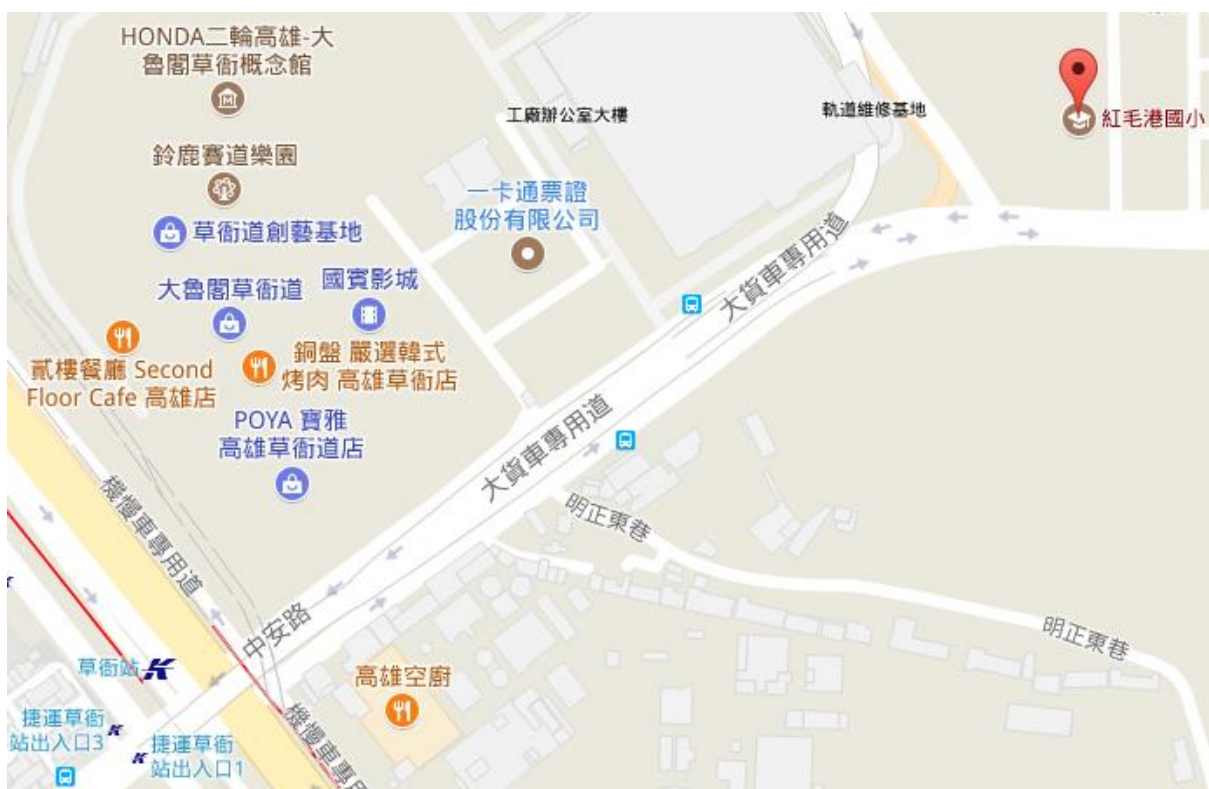 HONDA二輪高雄-大
魯閣草衙概念館
工廠辦公室大樓
軌道維修基地
紅毛港國小
鈴鹿賽道樂園
一卡通票證
股份有限公司
草衙道創藝基地
大魯閣草衙道
國賓影城
大貨車專用道
貳樓餐廳 Second
Floor Cafe 高雄店
銅盤 嚴選韓式
烤肉 高雄草衙店
POYA 寶雅
高雄草衙道店
大貨車專用道
機慢車專用道
明正東巷
中安路
明正東巷
草衙站
高雄空廚
捷運草衙
站出入口3
捷運草衙
站出入口1
機慢車專用